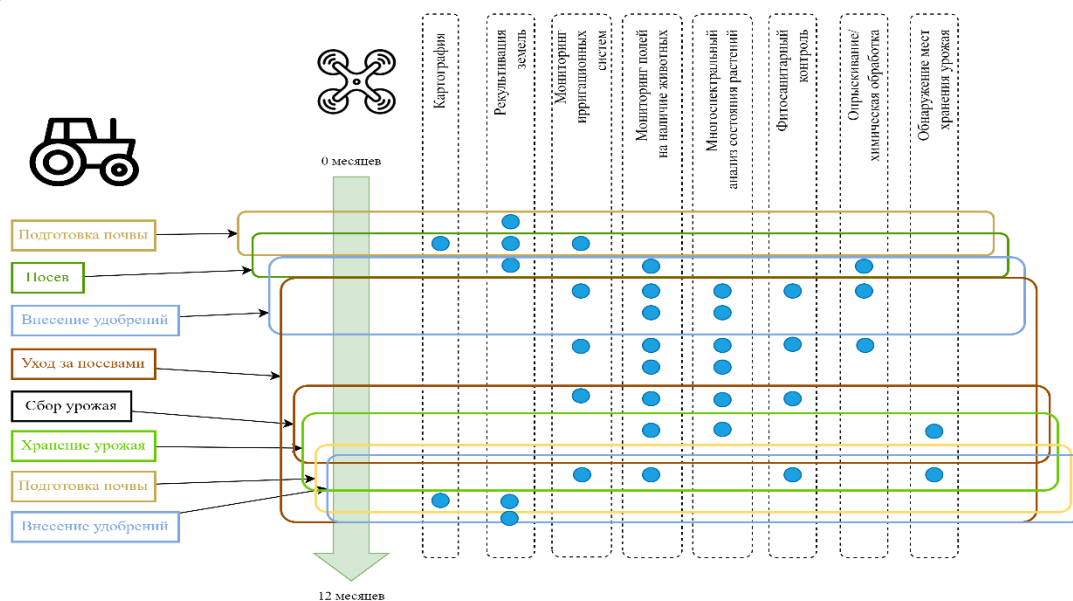 Картография
Рекультивация
земель
Мониторинг
ирригационных
систем
Мониторинг полей
на наличие животных
Многоспектральный
анализ состояния растений
Фитосанитарный
контроль
Опрыскивание/
химическая обработка
Обнаружение мест
хранения урожая
0 месяцев
Подготовка почвы
Посев
Внесение удобрений
Уход за посевами
Сбор урожая
Хранение урожая
Подготовка почвы
Внесение удобрений
12 месяцев